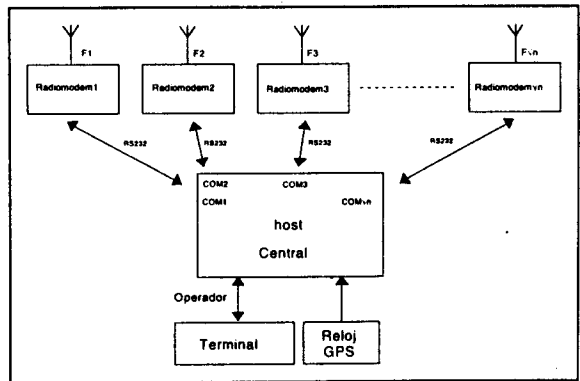 F1
F2
F3
Fvn
Radiomodem1
Radiomodem2
Radiomodem3
Radiomodemvn
RS232
RS232
RS232
RS232
COM2
COM3
COM1
COMvn
host
Central
Operador
Terminal
Reloj
GPS